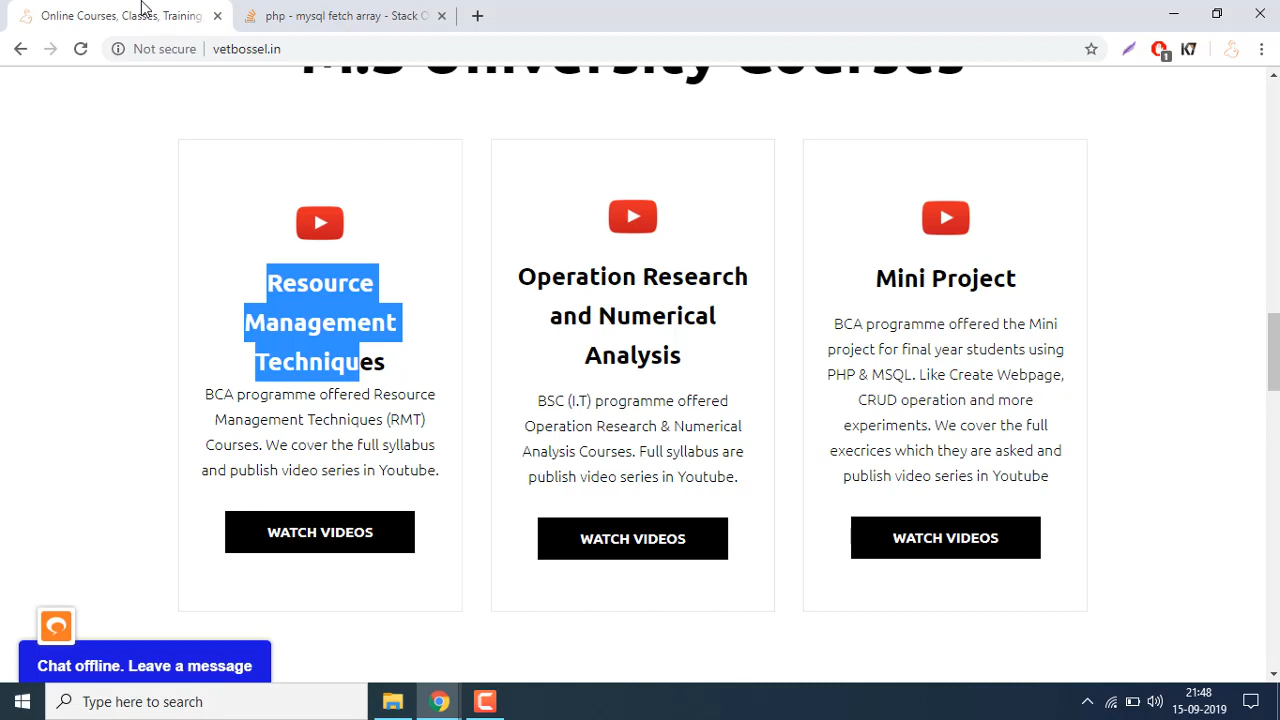 Online Courses, Classes, Training
php - mysql fetch array - Stack O
Not secure
vetbossel.in
1
K7
M.S University Courses
Resource
Management
Techniques
BCA programme offered Resource
Management Techniques (RMT)
Courses. We cover the full syllabus
and publish video series in Youtube.
WATCH VIDEOS
Operation Research
and Numerical
Analysis
BSC (I.T) programme offered
Operation Research & Numerical
Analysis Courses. Full syllabus are
publish video series in Youtube.
WATCH VIDEOS
Mini Project
BCA programme offered the Mini
project for final year students using
PHP & MSQL. Like Create Webpage,
CRUD operation and more
experiments. We cover the full
execrices which they are asked and
publish video series in Youtube
WATCH VIDEOS
Chat offline. Leave a message
Type here to search
21:48
15-09-2019